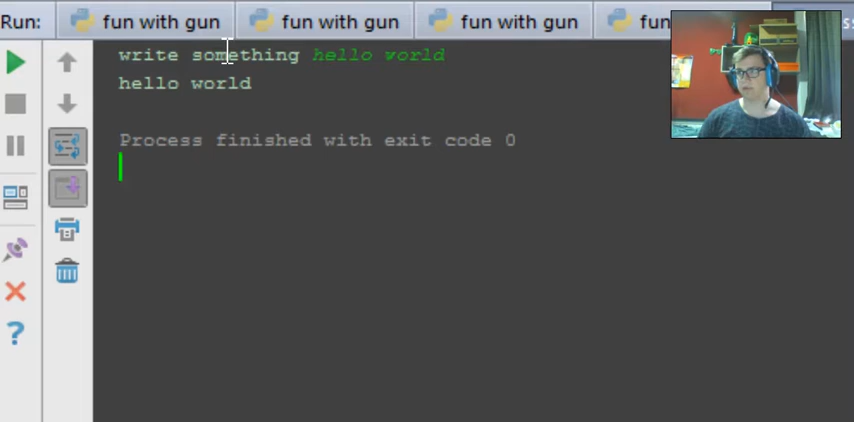 Run: fun with gun fun with gun fun with gun fun
write something hello world
hello world
Process finished with exit code 0
?